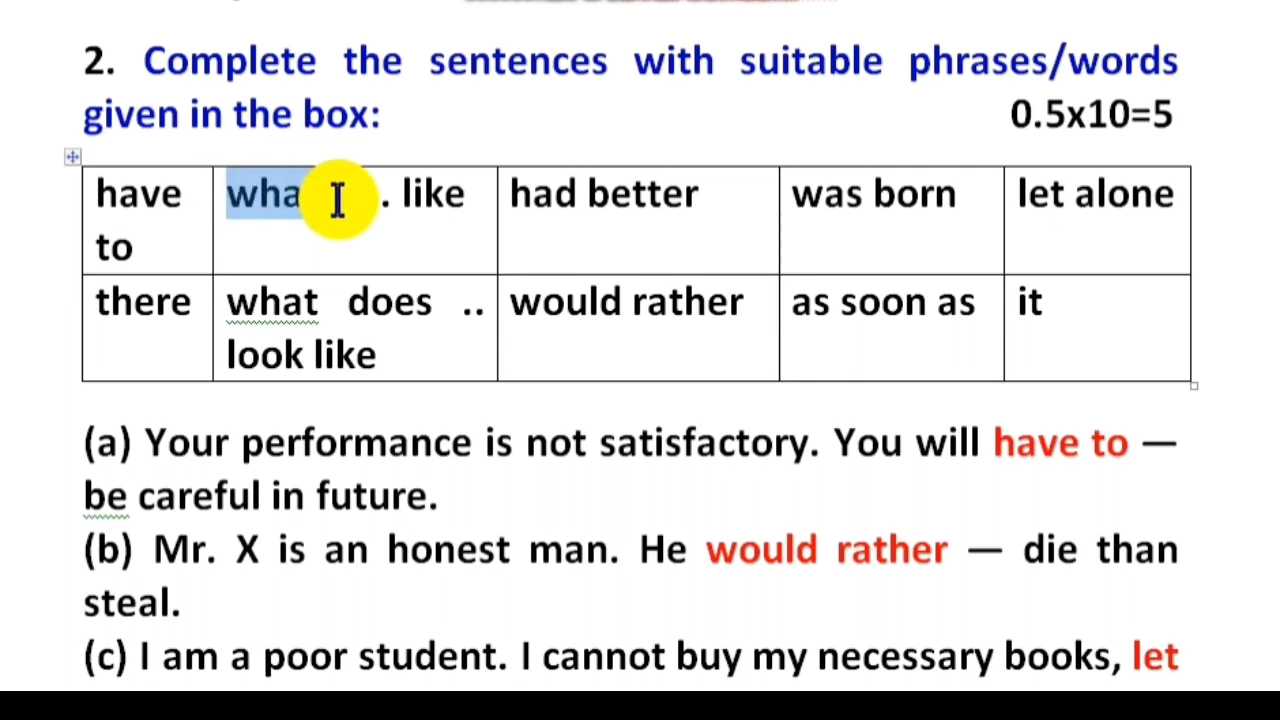 2. Complete the sentences with suitable phrases/words
given in the box: 0.5x10=5
have to
wha . like
had better
was born
let alone
there
what does .. look like
would rather
as soon as
it
(a) Your performance is not satisfactory. You will have to —
be careful in future.
(b) Mr. X is an honest man. He would rather — die than
steal.
(c) I am a poor student. I cannot buy my necessary books, let